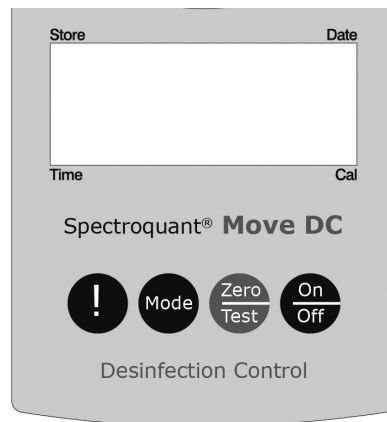 Store Date
Time Cal
Spectroquant® Move DC
! Mode Zero On
Test Off
Desinfection Control